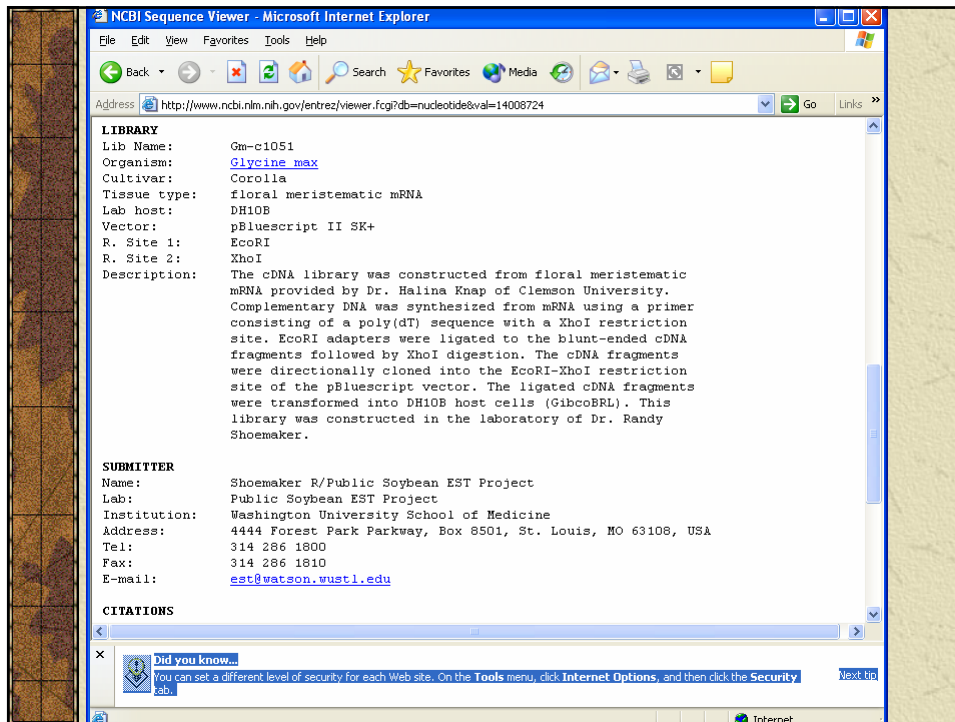 NCBI Sequence Viewer - Microsoft Internet Explorer
File Edit View Favorites Tools Help
Back Search Favorites Media
Address http://www.ncbi.nlm.nih.gov/entrez/viewer.fcgi?db=nucleotide&val=14008724 Go Links »
LIBRARY
Lib Name: Gm-c1051
Organism: Glycine max
Cultivar: Corolla
Tissue type: floral meristematic mRNA
Lab host: DH10B
Vector: pBluescript II SK+
R. Site 1: EcoRI
R. Site 2: XhoI
Description: The cDNA library was constructed from floral meristematic
mRNA provided by Dr. Halina Knap of Clemson University.
Complementary DNA was synthesized from mRNA using a primer
consisting of a poly(dT) sequence with a XhoI restriction
site. EcoRI adapters were ligated to the blunt-ended cDNA
fragments followed by XhoI digestion. The cDNA fragments
were directionally cloned into the EcoRI-XhoI restriction
site of the pBluescript vector. The ligated cDNA fragments
were transformed into DH10B host cells (GibcoBRL). This
library was constructed in the laboratory of Dr. Randy
Shoemaker.
SUBMITTER
Name: Shoemaker R/Public Soybean EST Project
Lab: Public Soybean EST Project
Institution: Washington University School of Medicine
Address: 4444 Forest Park Parkway, Box 8501, St. Louis, MO 63108, USA
Tel: 314 286 1800
Fax: 314 286 1810
E-mail: est@watson.wustl.edu
CITATIONS
Did you know...
You can set a different level of security for each Web site. On the Tools menu, click Internet Options, and then click the Security Next tip
tab.
Internet